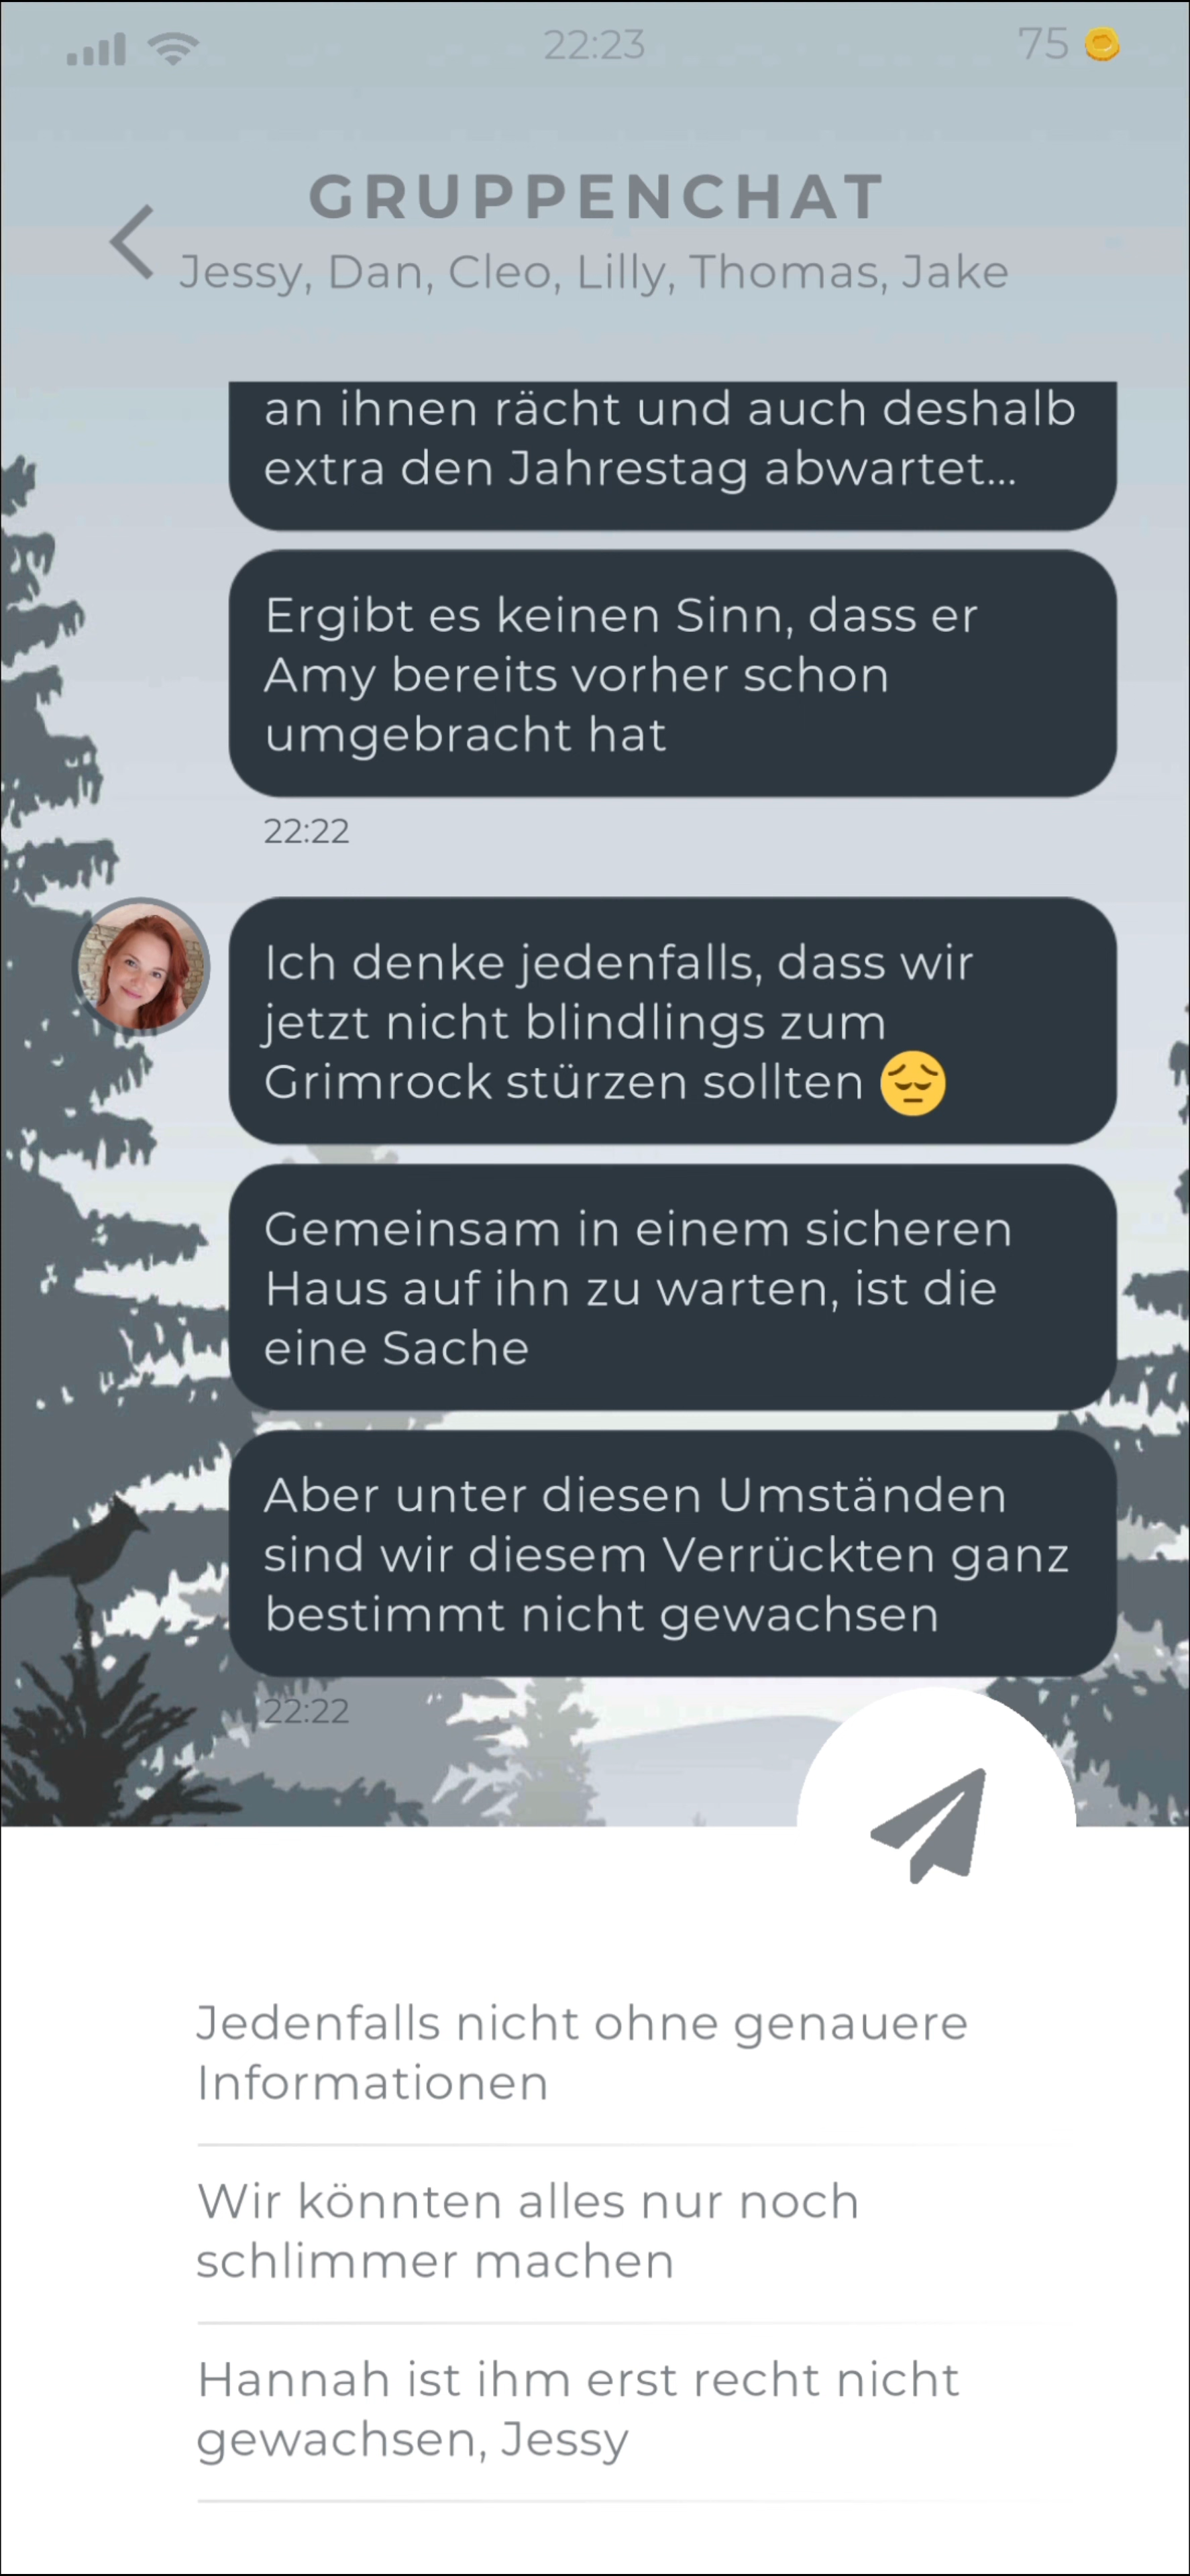 22:23
75
GRUPPENCHAT
Jessy, Dan, Cleo, Lilly, Thomas, Jake
an ihnen rächt und auch deshalb
extra den Jahrestag abwartet...
Ergibt es keinen Sinn, dass er
Amy bereits vorher schon
umgebracht hat
22:22
Ich denke jedenfalls, dass wir
jetzt nicht blindlings zum
Grimrock stürzen sollten 😔
Gemeinsam in einem sicheren
Haus auf ihn zu warten, ist die
eine Sache
Aber unter diesen Umständen
sind wir diesem Verrückten ganz
bestimmt nicht gewachsen
22:22
Jedenfalls nicht ohne genauere
Informationen
Wir könnten alles nur noch
schlimmer machen
Hannah ist ihm erst recht nicht
gewachsen, Jessy